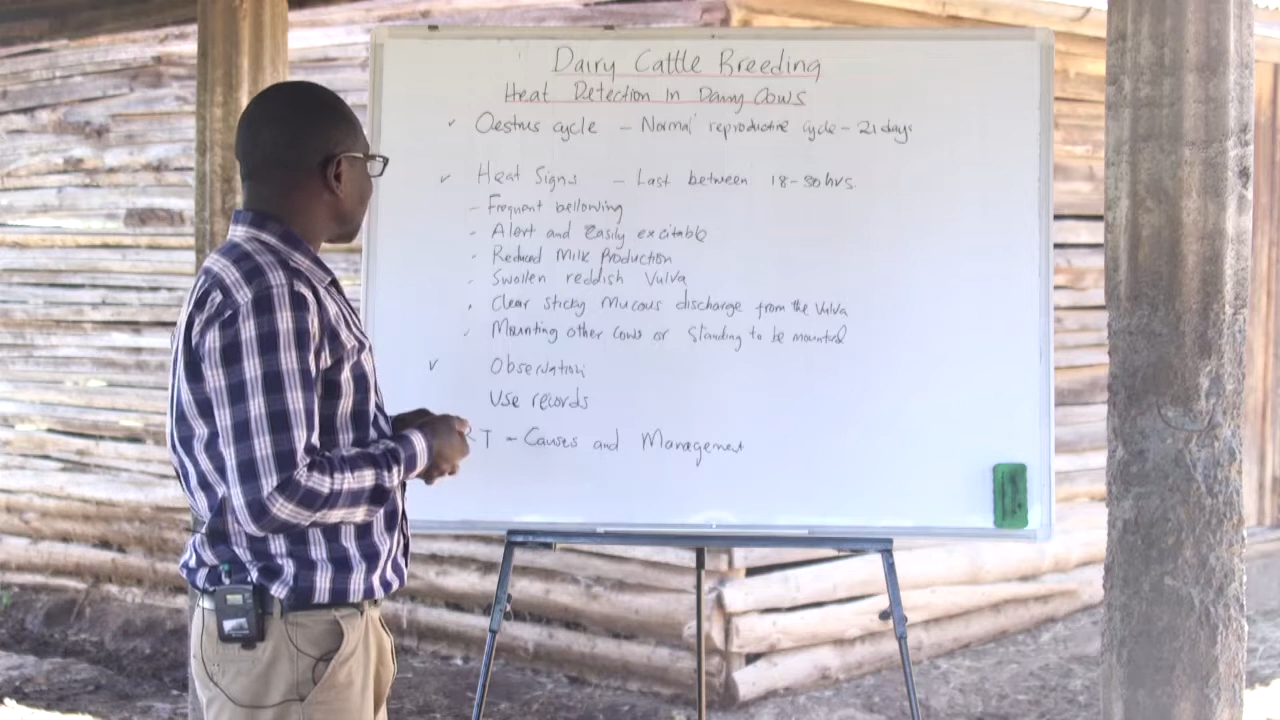 Dairy Cattle Breeding
Heat Detection in Dairy Cows
✓ Oestrus cycle – Normal reproductive cycle – 21 days
✓ Heat Signs – Last between 18-30hrs.
- Frequent bellowing
- Alert and easily excitable
- Reduced Milk Production
- Swollen reddish Vulva
- Clear sticky Mucous discharge from the Vulva
- Mounting other cows or Standing to be mounted
✓ Observation
Use records
T – Causes and Management